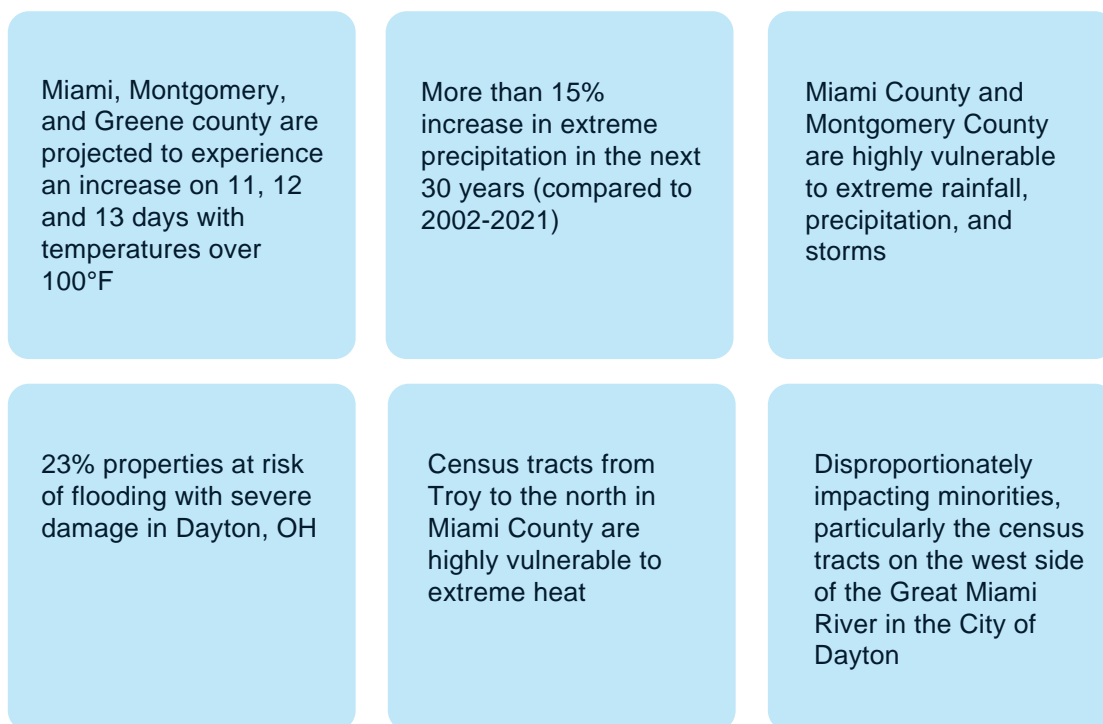 Miami, Montgomery,
and Greene county are
projected to experience
an increase on 11, 12
and 13 days with
temperatures over
100°F
More than 15%
increase in extreme
precipitation in the next
30 years (compared to
2002-2021)
Miami County and
Montgomery County
are highly vulnerable
to extreme rainfall,
precipitation, and
storms
23% properties at risk
of flooding with severe
damage in Dayton, OH
Census tracts from
Troy to the north in
Miami County are
highly vulnerable to
extreme heat
Disproportionately
impacting minorities,
particularly the census
tracts on the west side
of the Great Miami
River in the City of
Dayton